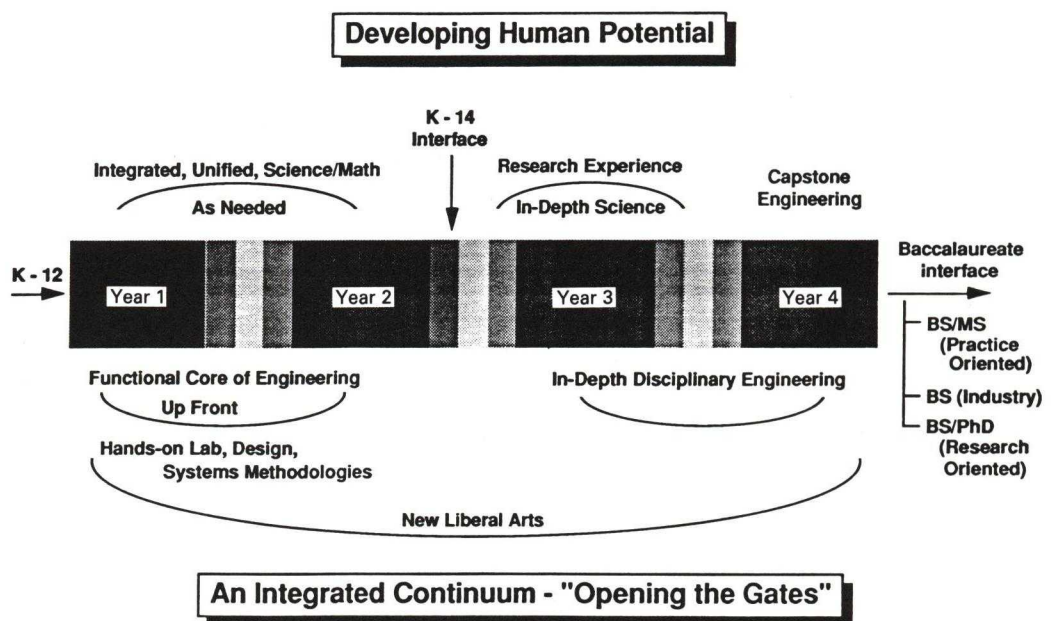 Developing Human Potential
K - 14
Interface
Integrated, Unified, Science/Math
As Needed
Research Experience
In-Depth Science
Capstone
Engineering
K - 12
Year 1
Year 2
Year 3
Year 4
Baccalaureate
interface
BS/MS
(Practice
Oriented)
BS (Industry)
BS/PhD
(Research
Oriented)
Functional Core of Engineering
Up Front
In-Depth Disciplinary Engineering
Hands-on Lab, Design,
Systems Methodologies
New Liberal Arts
An Integrated Continuum - "Opening the Gates"